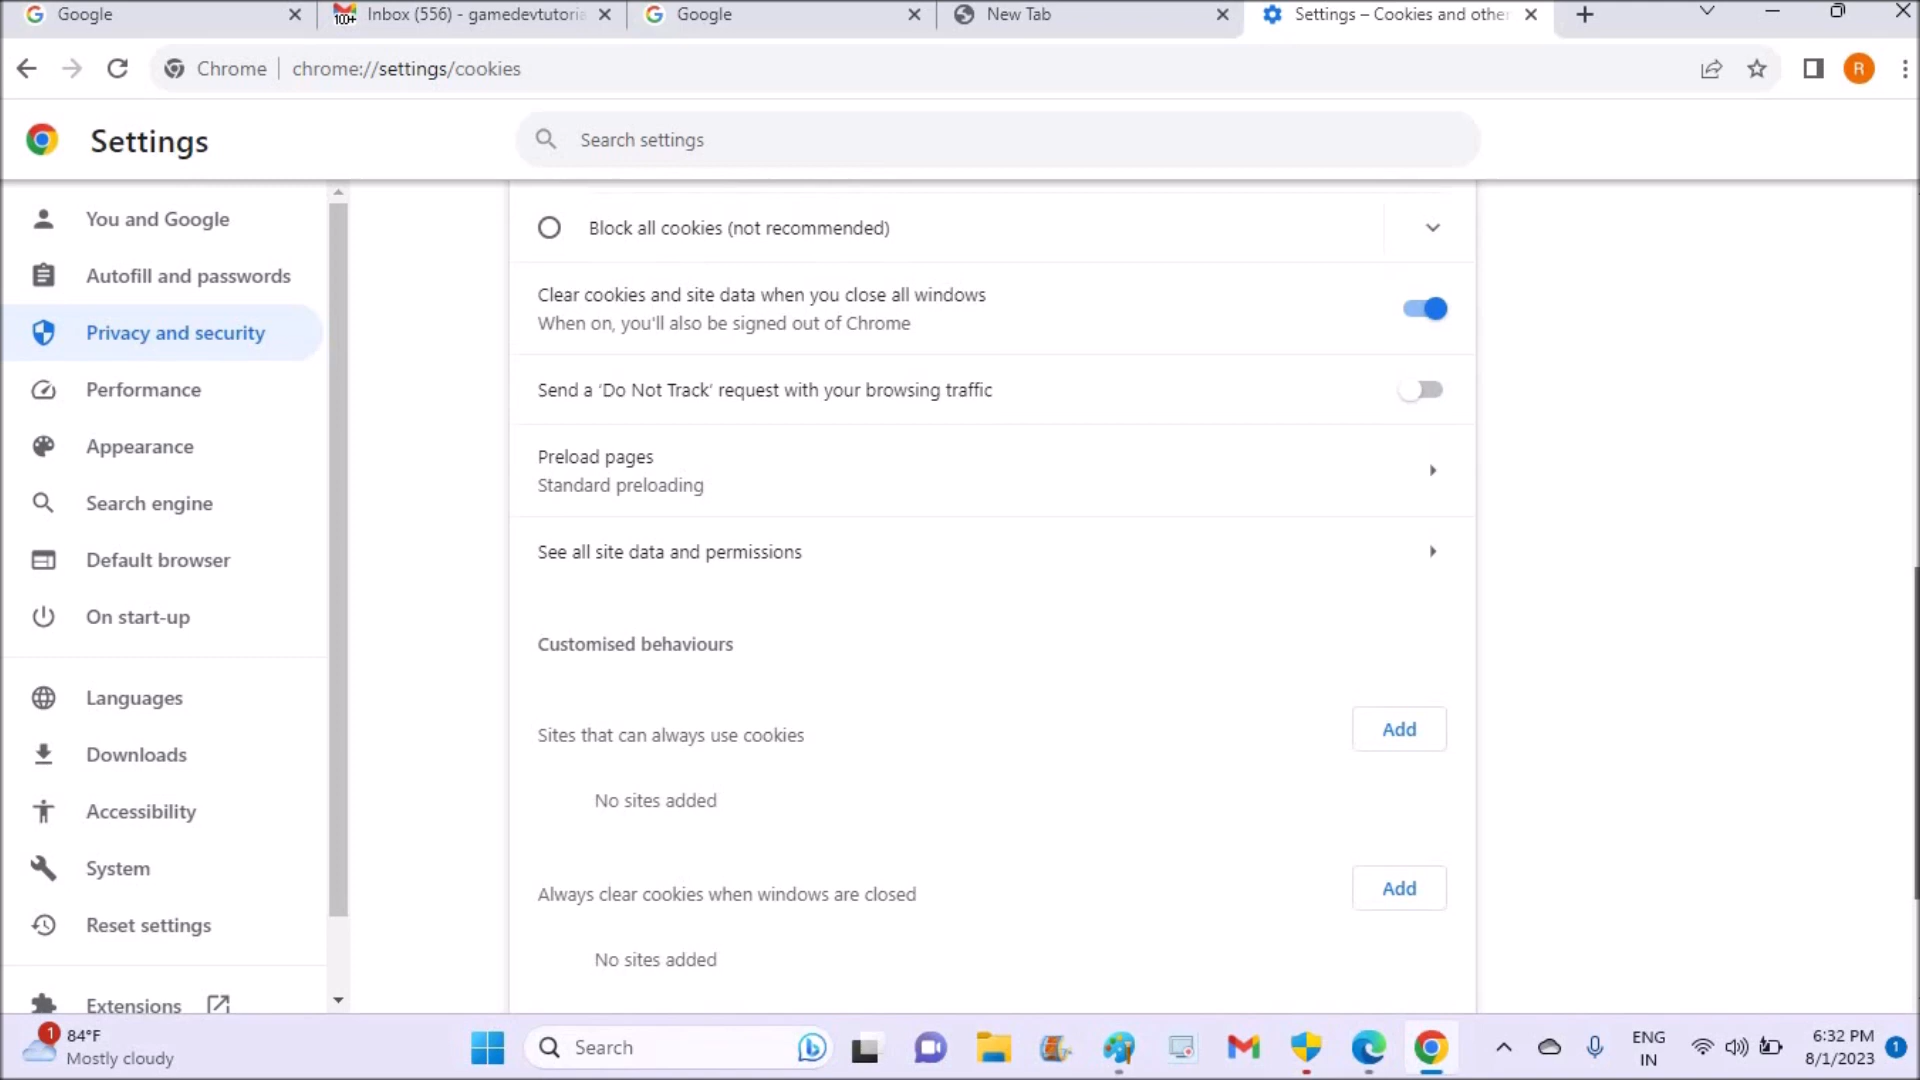 Google
100+
Inbox (556) - gamedevtutoria
Google
New Tab
Settings – Cookies and other
Chrome
chrome://settings/cookies
R
Settings
Search settings
You and Google
Autofill and passwords
Privacy and security
Performance
Appearance
Search engine
Default browser
On start-up
Languages
Downloads
Accessibility
System
Reset settings
Extensions
Block all cookies (not recommended)
Clear cookies and site data when you close all windows
When on, you'll also be signed out of Chrome
Send a ‘Do Not Track’ request with your browsing traffic
Preload pages
Standard preloading
See all site data and permissions
Customised behaviours
Sites that can always use cookies
Add
No sites added
Always clear cookies when windows are closed
Add
No sites added
1
84°F
Mostly cloudy
Search
ENG
IN
6:32 PM
8/1/2023
1